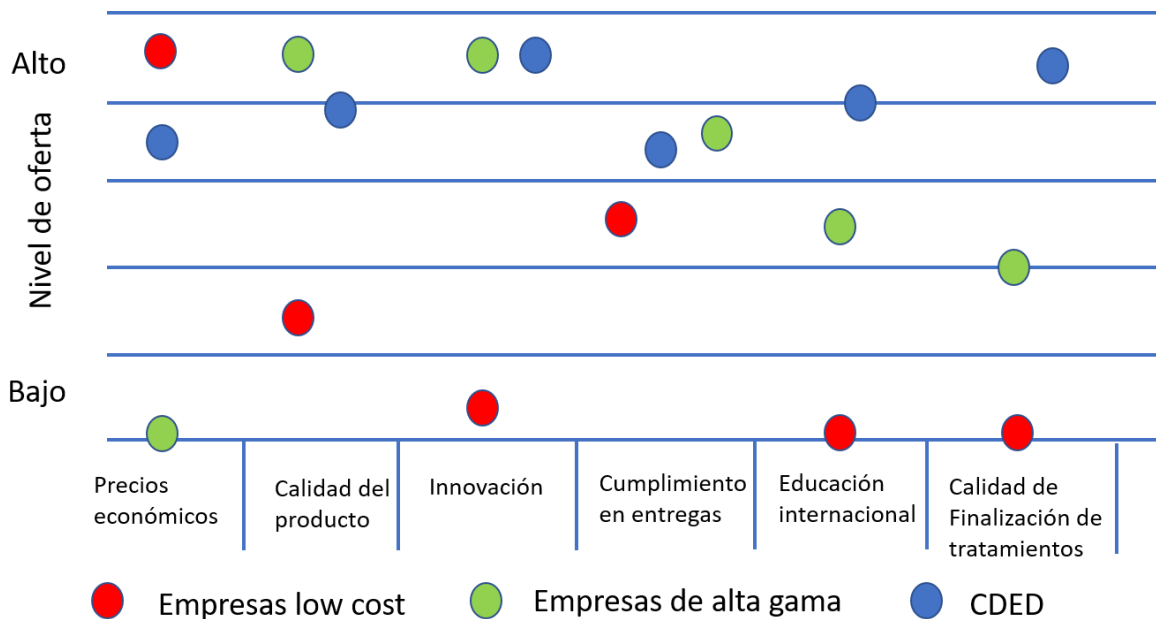 Alto
Nivel de oferta
Bajo
Precios
económicos
Calidad del
producto
Innovación
Cumplimiento
en entregas
Educación
internacional
Calidad de
Finalización de
tratamientos
Empresas low cost
Empresas de alta gama
CDED